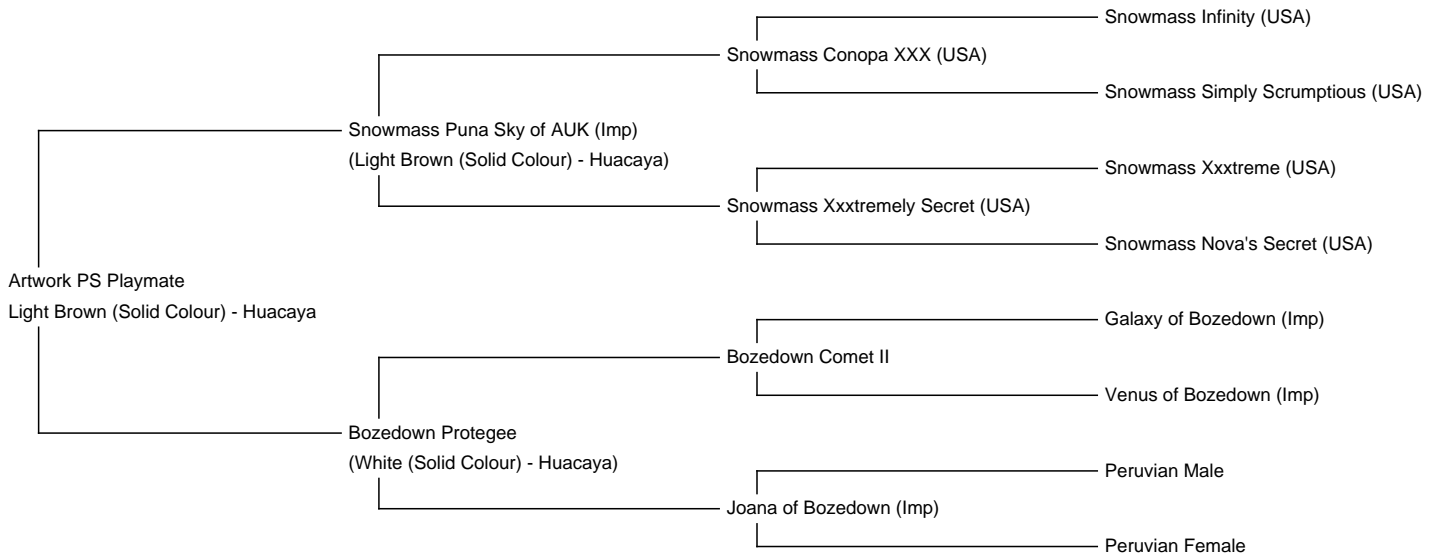 Snowmass Infinity (USA)
Snowmass Conopa XXX (USA)
Snowmass Simply Scrumptious (USA)
Snowmass Puna Sky of AUK (Imp)
(Light Brown (Solid Colour) - Huacaya)
Snowmass Xxxtreme (USA)
Snowmass Xxxtremely Secret (USA)
Snowmass Nova's Secret (USA)
Artwork PS Playmate
Light Brown (Solid Colour) - Huacaya
Galaxy of Bozedown (Imp)
Bozedown Comet II
Venus of Bozedown (Imp)
Bozedown Protegee
(White (Solid Colour) - Huacaya)
Peruvian Male
Joana of Bozedown (Imp)
Peruvian Female